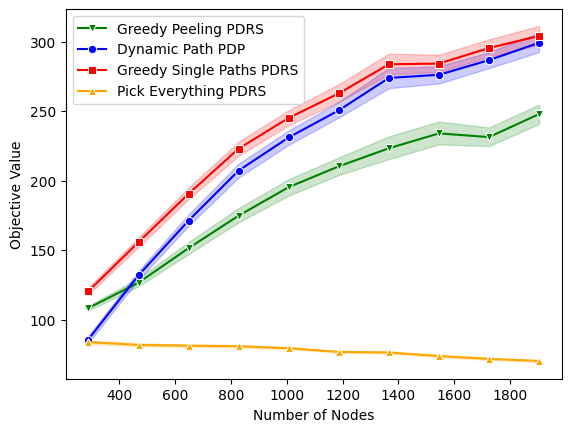 Greedy Peeling PDRS
Dynamic Path PDP
Greedy Single Paths PDRS
Pick Everything PDRS
Objective Value
300
250
200
150
100
400 600 800 1000 1200 1400 1600 1800
Number of Nodes